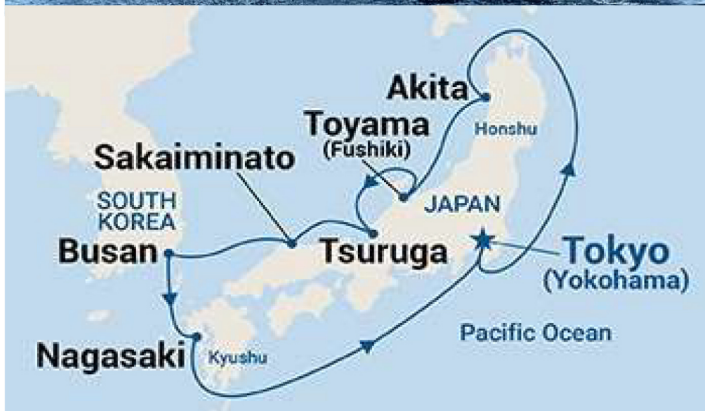 Akita
Honshu
Toyama
(Fushiki)
Sakaiminato
SOUTH
KOREA
JAPAN
Busan
Tsuruga
Tokyo
(Yokohama)
Pacific Ocean
Nagasaki
Kyushu